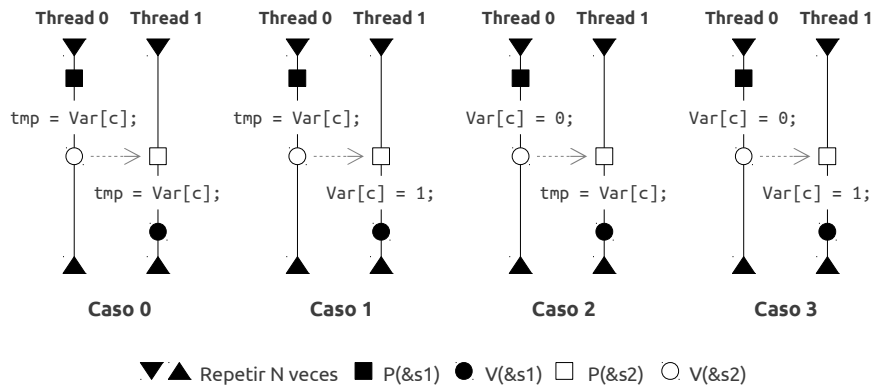 Thread 0 Thread 1 Thread 0 Thread 1 Thread 0 Thread 1 Thread 0 Thread 1
tmp = Var[c]; tmp = Var[c]; Var[c] = 0; Var[c] = 0;
tmp = Var[c]; Var[c] = 1; tmp = Var[c]; Var[c] = 1;
Caso 0 Caso 1 Caso 2 Caso 3
Repetir N veces P(&s1) V(&s1) P(&s2) V(&s2)